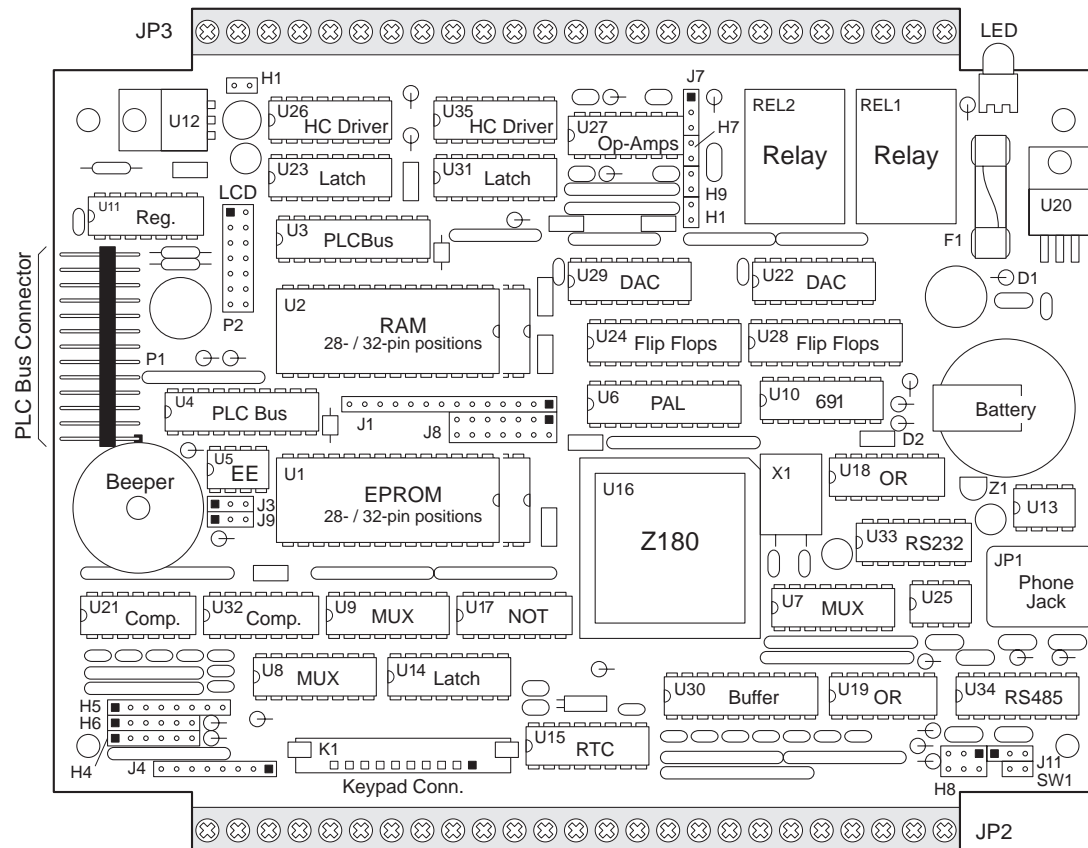 JP3
LED
H1
J7
U12
U26
HC Driver
U35
HC Driver
U27
Op-Amps
H7
REL2
Relay
REL1
Relay
U23
Latch
U31
Latch
H9
H1
U20
F1
U11
Reg.
LCD
U3
PLCBus
PLC Bus Connector
U29
DAC
U22
DAC
D1
U2
RAM
28- / 32-pin positions
P2
U24
Flip Flops
U28
Flip Flops
P1
U4
PLC Bus
J1
J8
U6
PAL
U10
691
Battery
D2
Beeper
U5
EE
J3
J9
U1
EPROM
28- / 32-pin positions
U16
Z180
X1
U18
OR
Z1
U13
U33
RS232
JP1
Phone
Jack
U21
Comp.
U32
Comp.
U9
MUX
U17
NOT
U7
MUX
U25
U8
MUX
U14
Latch
U30
Buffer
U19
OR
U34
RS485
H5
H6
H4
J4
K1
Keypad Conn.
U15
RTC
H8
J11
SW1
JP2